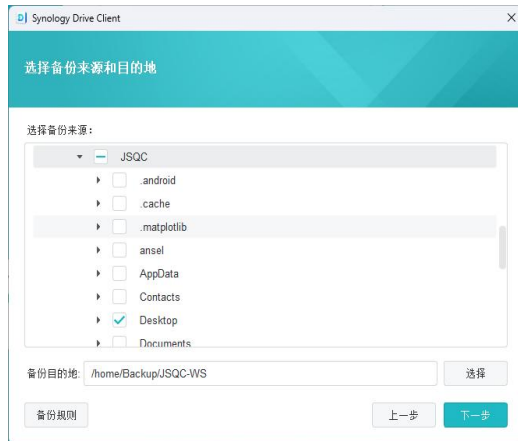 Synology Drive Client
选择备份来源和目的地
选择备份来源：
JSQC
.android
.cache
.matplotlib
ansel
AppData
Contacts
Desktop
Documents
备份目的地: /home/Backup/JSQC-WS 选择
备份规则 上一步 下一步